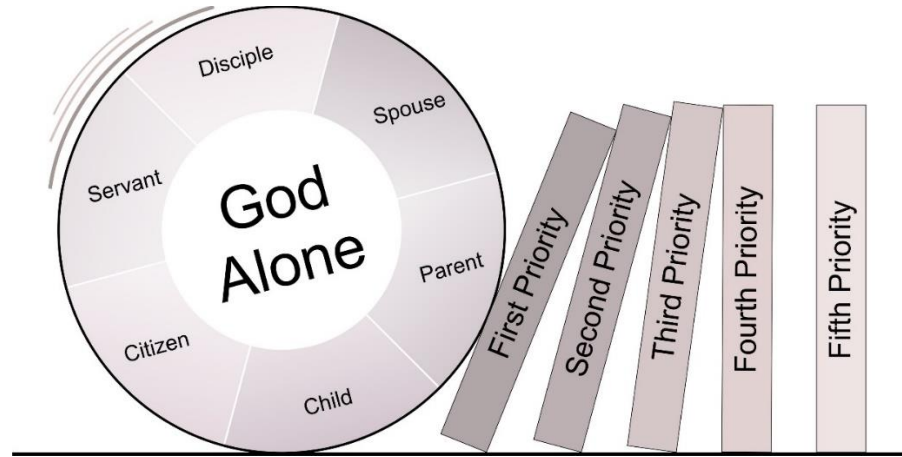 Disciple
Spouse
Servant
God
Alone
Parent
Citizen
Child
First Priority
Second Priority
Third Priority
Fourth Priority
Fifth Priority